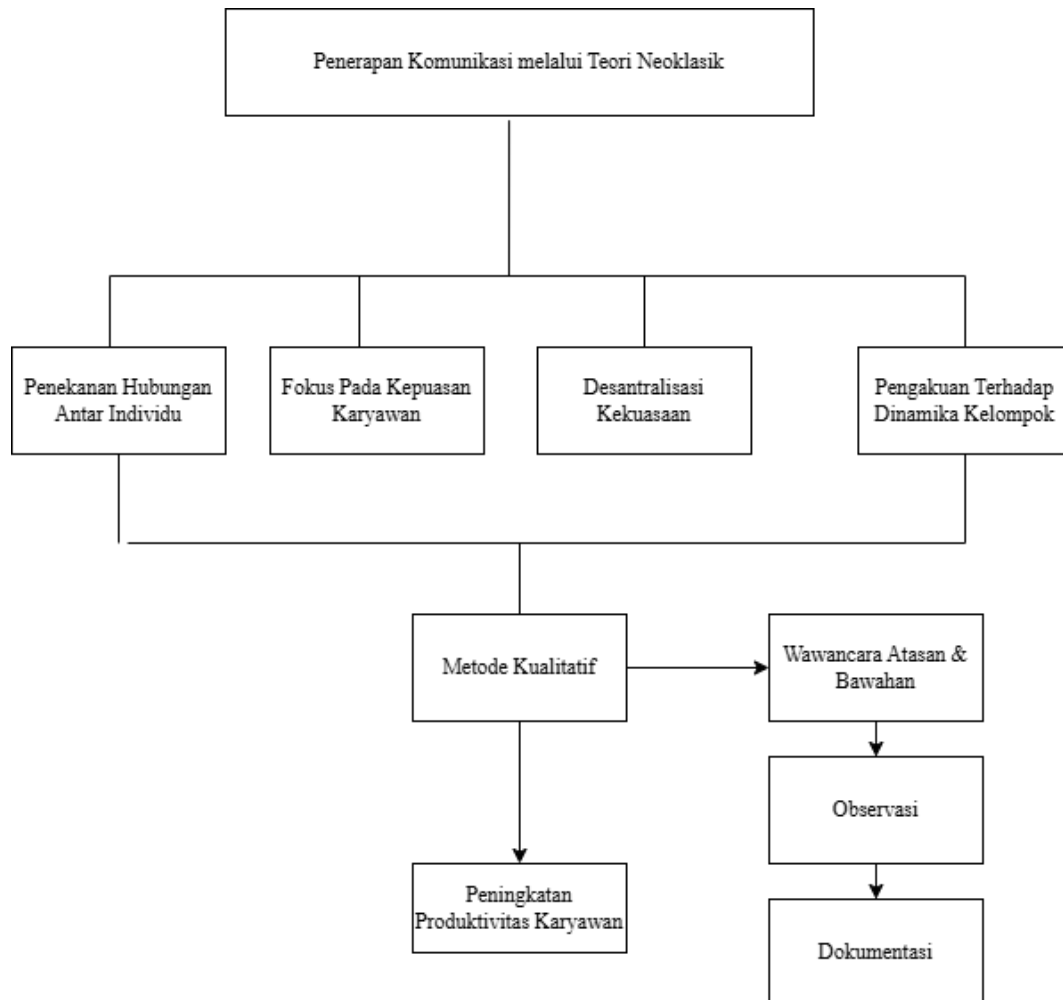 Penerapan Komunikasi melalui Teori Neoklasik
Penekanan Hubungan
Antar Individu
Fokus Pada Kepuasan
Karyawan
Desantralisasi
Kekuasaan
Pengakuan Terhadap
Dinamika Kelompok
Metode Kualitatif
Wawancara Atasan &
Bawahan
Observasi
Peningkatan
Produktivitas Karyawan
Dokumentasi